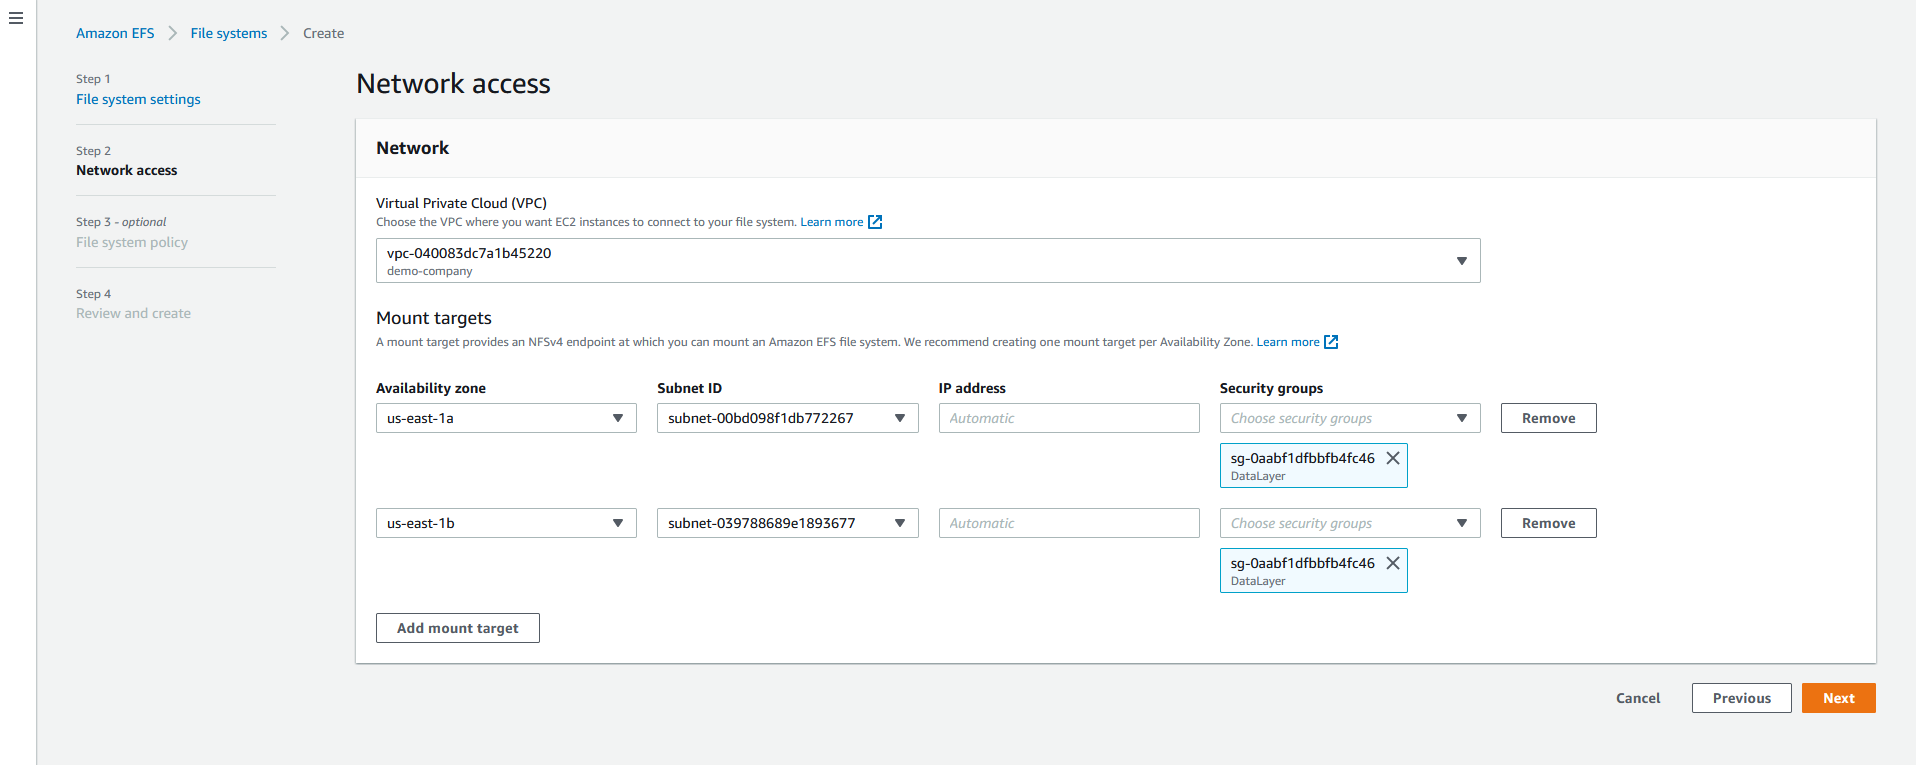 Amazon EFS > File systems > Create
Step 1
File system settings
Step 2
Network access
Step 3 - optional
File system policy
Step 4
Review and create
Network access
Network
Virtual Private Cloud (VPC)
Choose the VPC where you want EC2 instances to connect to your file system. Learn more
vpc-040083dc7a1b45220
demo-company
Mount targets
A mount target provides an NFSv4 endpoint at which you can mount an Amazon EFS file system. We recommend creating one mount target per Availability Zone. Learn more
Availability zone Subnet ID IP address Security groups
us-east-1a subnet-00bd098f1db772267 Automatic Choose security groups Remove
sg-0aabf1dfbbfb4fc46
DataLayer
us-east-1b subnet-039788689e1893677 Automatic Choose security groups Remove
sg-0aabf1dfbbfb4fc46
DataLayer
Add mount target
Cancel Previous Next